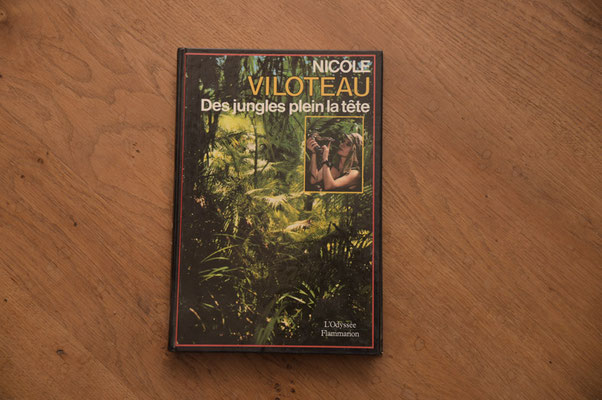 NICOLE
VILOTEAU
Des jungles plein la tête
L'Odyssée
Flammarion